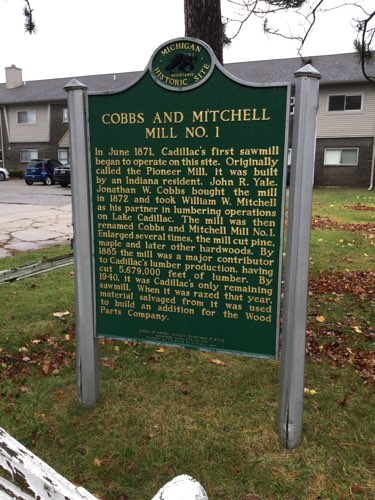 MICHIGAN
REGISTERED
HISTORIC SITE
COBBS AND MITCHELL
MILL NO. 1
In June 1871, Cadillac's first sawmill
began to operate on this site. Originally
called the Pioneer Mill, it was built
by an Indiana resident, John R. Yale.
Jonathan W. Cobbs bought the mill
in 1872 and took William W. Mitchell
as his partner in lumbering operations
on Lake Cadillac. The mill was then
renamed Cobbs and Mitchell Mill No. 1.
Enlarged several times, the mill cut pine,
maple and later other hardwoods. By
1885 the mill was a major contributor
to Cadillac's lumber production, having
cut 5,679,000 feet of lumber. By
1940, it was Cadillac's only remaining
sawmill. When it was razed that year,
material salvaged from it was used
to build an addition for the Wood
Parts Company.